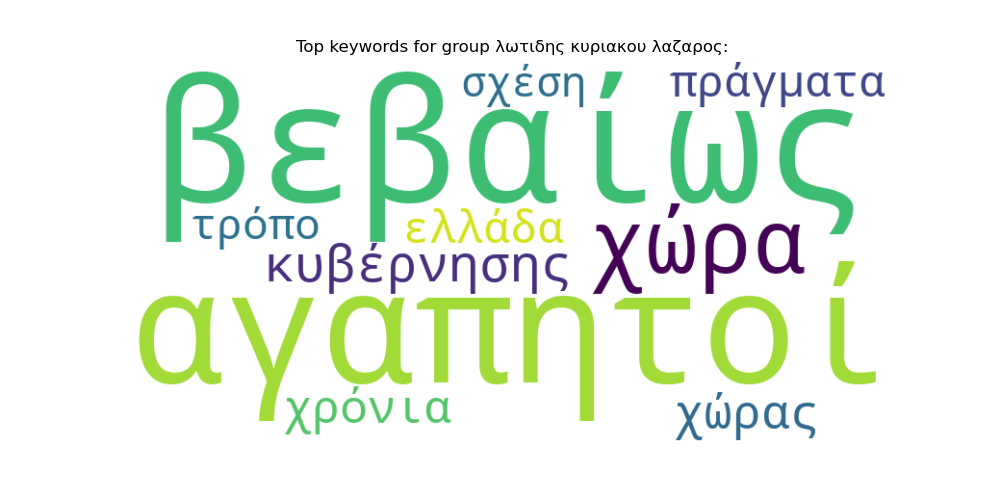 Top keywords for group λωτιδης κυριακου λαζαρος:
σχέση πράγματα
βεβαίως
τρόπο ελλάδα χώρα
κυβέρνησης
αγαπητοί
χρόνια χώρας